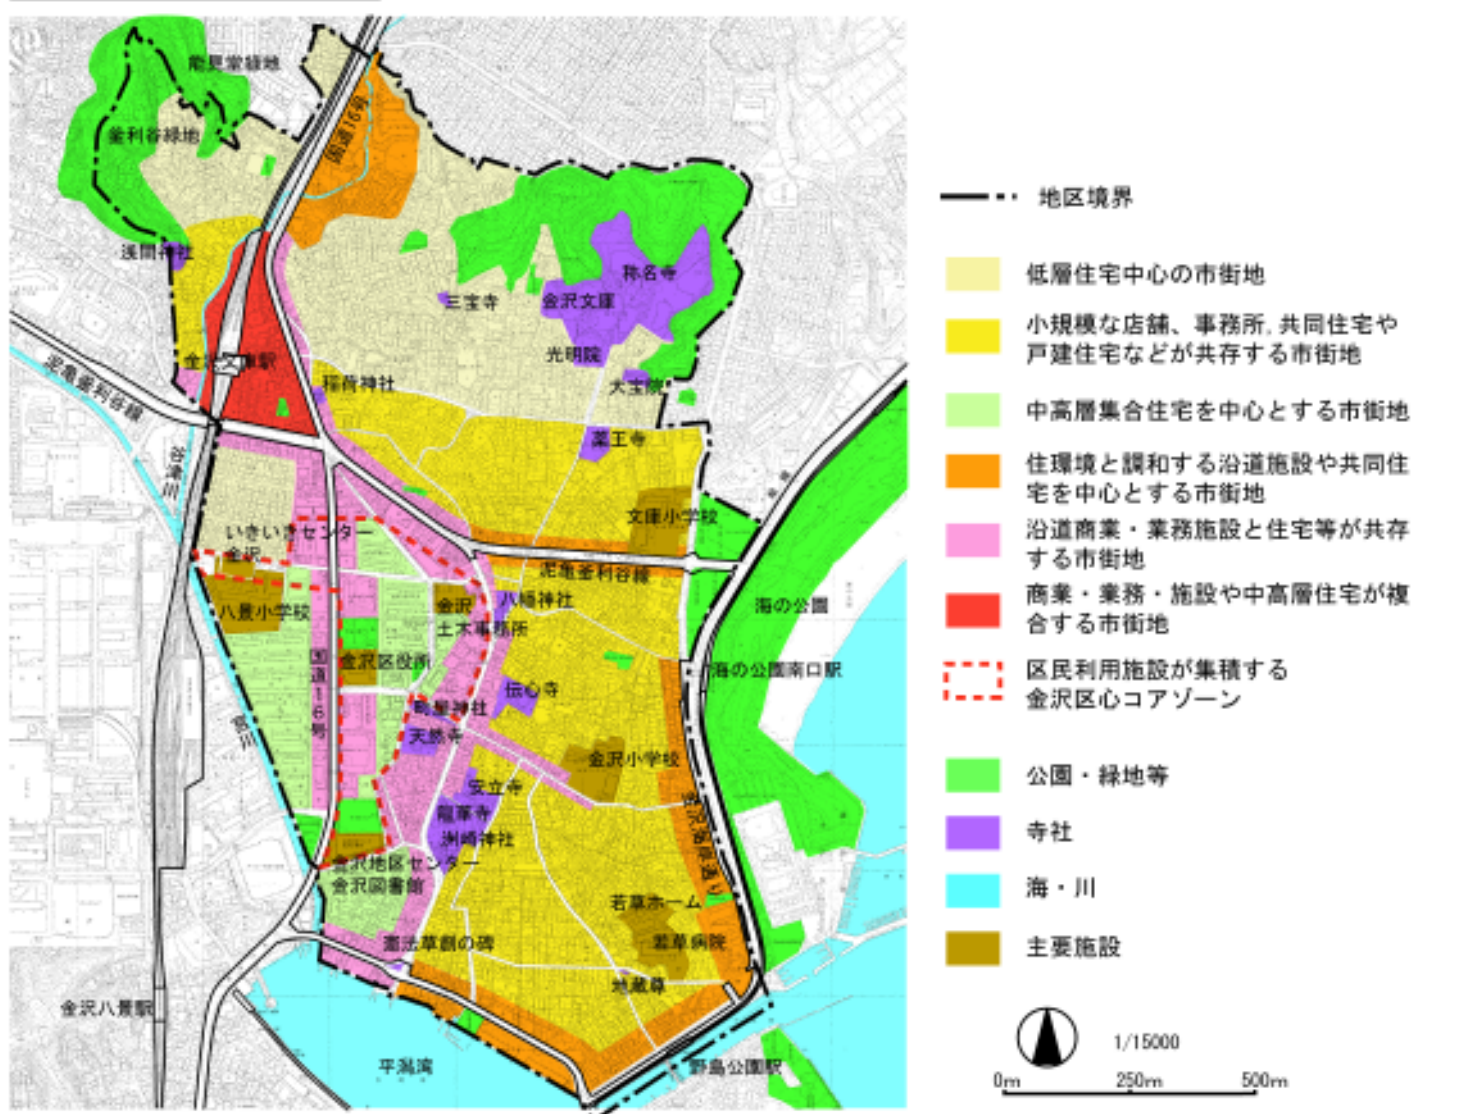 能見堂緑地
釜利谷緑地
国道16号
浅間神社
三宝寺
金沢文庫
称名寺
光明院
大宝院
金沢文庫駅
稲荷神社
泥亀釜利谷線
薬王寺
文庫小学校
いきいきセンター
金沢
泥亀釜利谷線
八景小学校
金沢
土木事務所
八幡神社
海の公園
国道16号
金沢区役所
海の公園南口駅
伝心寺
町屋神社
天然寺
金沢小学校
安立寺
龍華寺
洲崎神社
金沢海岸通り
金沢地区センター
金沢図書館
若草ホーム
若草病院
憲法草創の碑
地蔵尊
金沢八景駅
平潟湾
野島公園駅
地区境界
低層住宅中心の市街地
小規模な店舗、事務所,共同住宅や
戸建住宅などが共存する市街地
中高層集合住宅を中心とする市街地
住環境と調和する沿道施設や共同住
宅を中心とする市街地
沿道商業・業務施設と住宅等が共存
する市街地
商業・業務・施設や中高層住宅が複
合する市街地
区民利用施設が集積する
金沢区心コアゾーン
公園・緑地等
寺社
海・川
主要施設
1/15000
0m 250m 500m